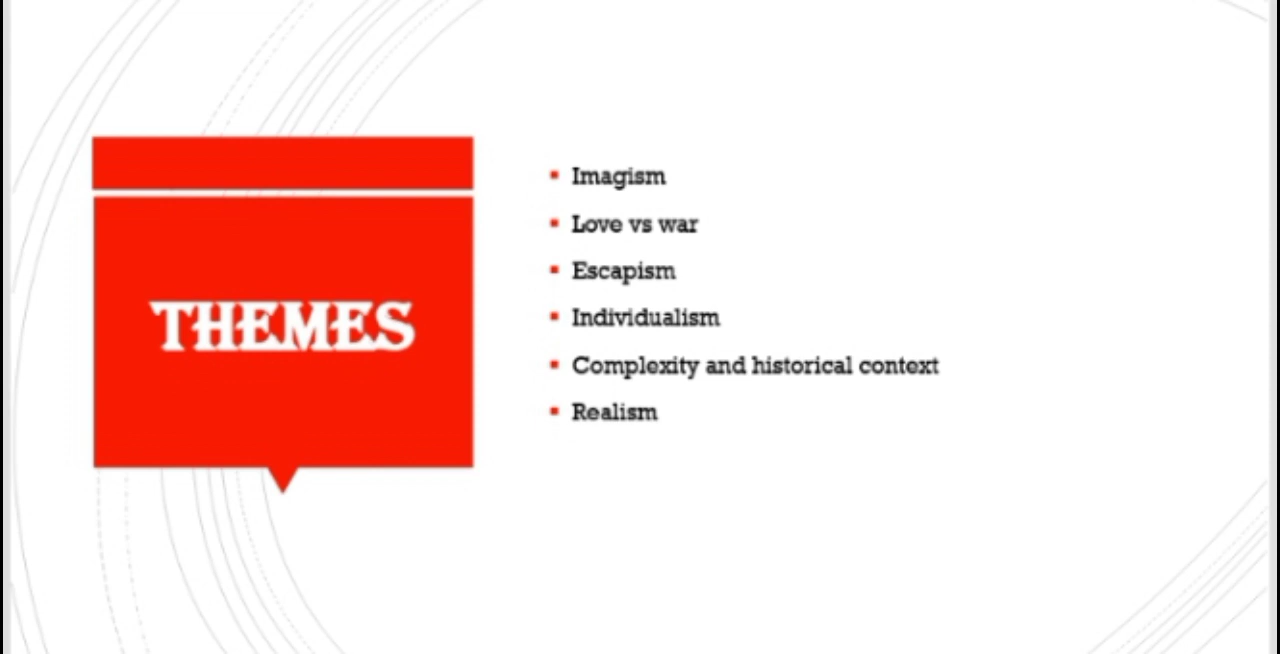 THEMES
Imagism
Love vs war
Escapism
Individualism
Complexity and historical context
Realism